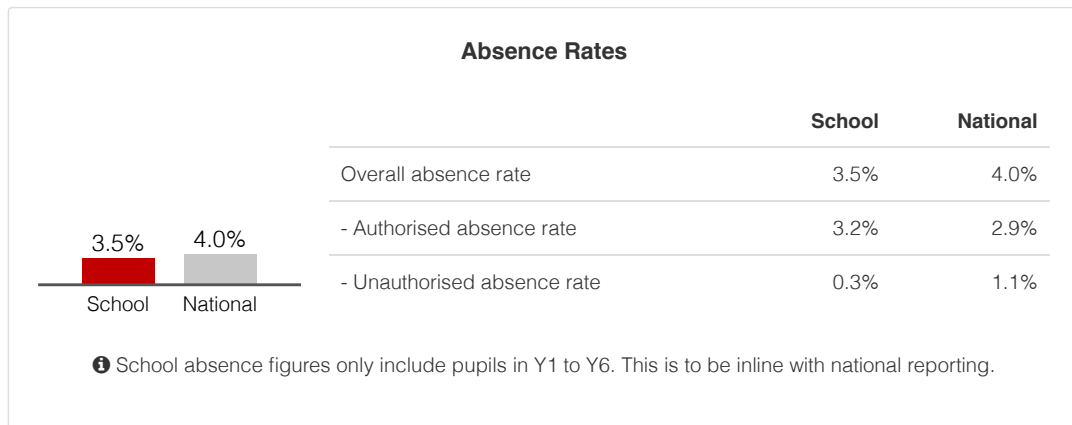 Absence Rates
School National
Overall absence rate 3.5% 4.0%
- Authorised absence rate 3.2% 2.9%
- Unauthorised absence rate 0.3% 1.1%
3.5% 4.0%
School National
School absence figures only include pupils in Y1 to Y6. This is to be inline with national reporting.